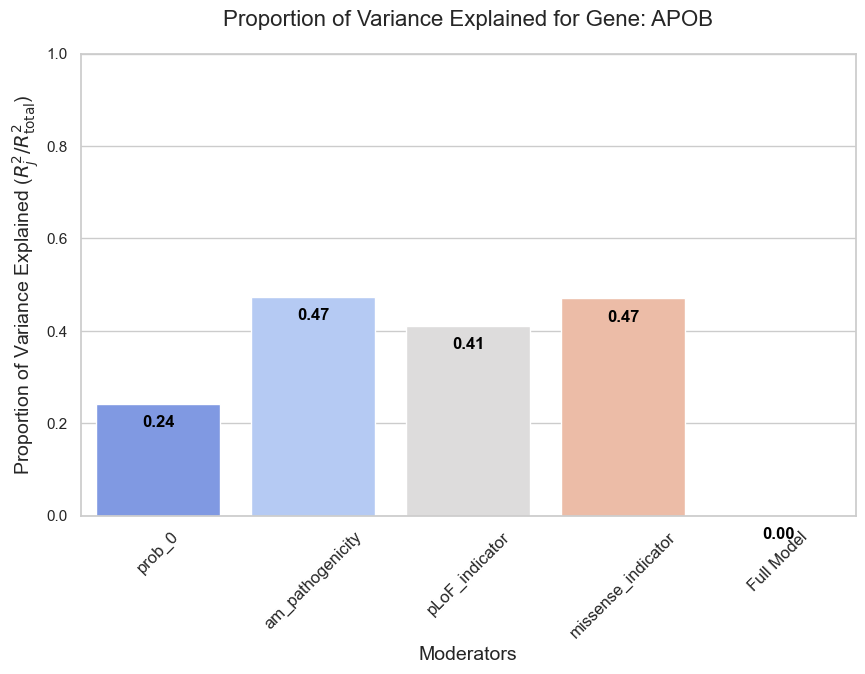 Proportion of Variance Explained for Gene: APOB
Proportion of Variance Explained ($R_j^2/R_{\text{total}}^2$)
1.0
0.8
0.6
0.4
0.2
0.0
0.24
0.47
0.41
0.47
0.00
prob_0
am_pathogenicity
pLoF_indicator
missense_indicator
Full Model
Moderators